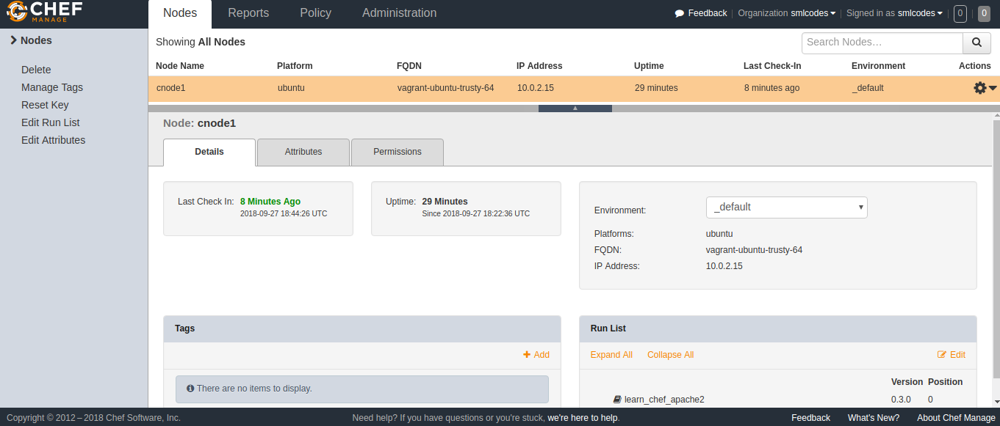 CHEF
MANAGE
Nodes Reports Policy Administration
Feedback Organization smlcodes Signed in as smlcodes 0 0
Nodes
Delete
Manage Tags
Reset Key
Edit Run List
Edit Attributes
Showing All Nodes
Search Nodes…
Node Name Platform FQDN IP Address Uptime Last Check-In Environment Actions
cnode1 ubuntu vagrant-ubuntu-trusty-64 10.0.2.15 29 minutes 8 minutes ago _default
Node: cnode1
Details Attributes Permissions
Last Check In: 8 Minutes Ago
2018-09-27 18:44:26 UTC
Uptime: 29 Minutes
Since 2018-09-27 18:22:36 UTC
Environment: _default
Platforms: ubuntu
FQDN: vagrant-ubuntu-trusty-64
IP Address: 10.0.2.15
Tags
Add
There are no items to display.
Run List
Expand All Collapse All Edit
Version Position
learn_chef_apache2 0.3.0 0
Copyright © 2012 – 2018 Chef Software, Inc.
Need help? If you have questions or you're stuck, we're here to help.
Feedback What's New? About Chef Manage